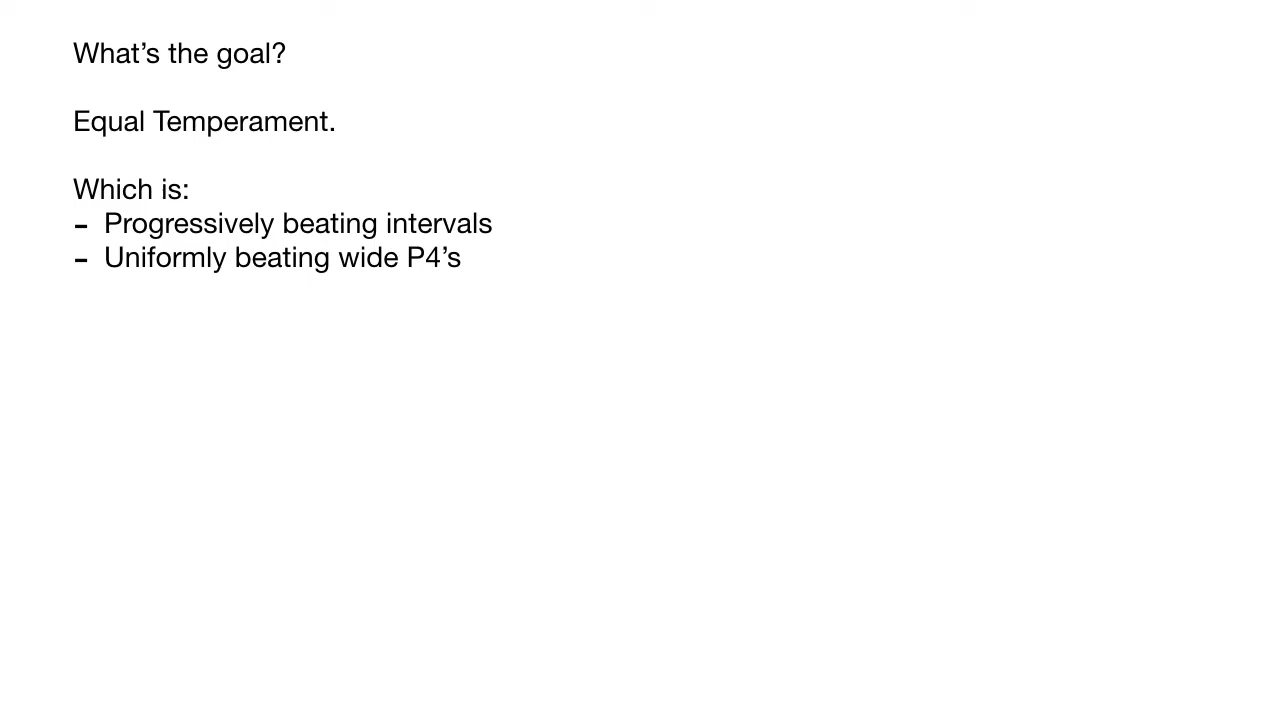 What’s the goal?
Equal Temperament.
Which is:
- Progressively beating intervals
- Uniformly beating wide P4’s